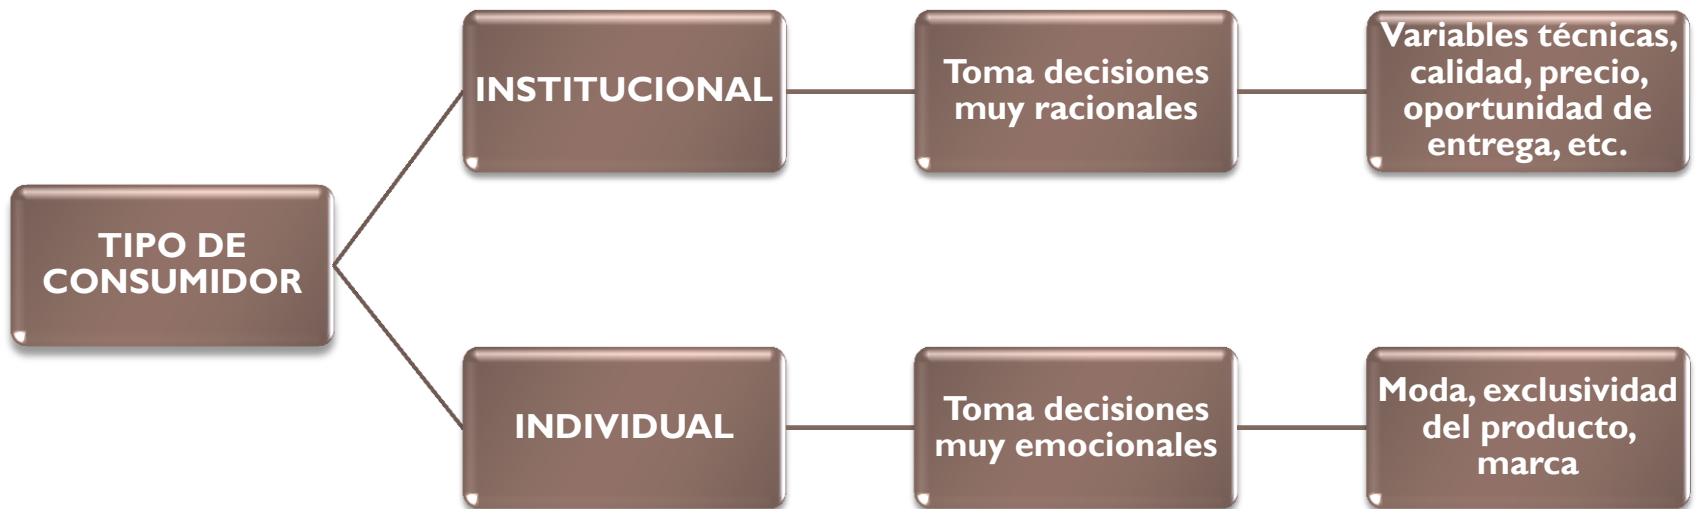 TIPO DE
CONSUMIDOR
INSTITUCIONAL
Toma decisiones
muy racionales
Variables técnicas,
calidad, precio,
oportunidad de
entrega, etc.
INDIVIDUAL
Toma decisiones
muy emocionales
Moda, exclusividad
del producto,
marca